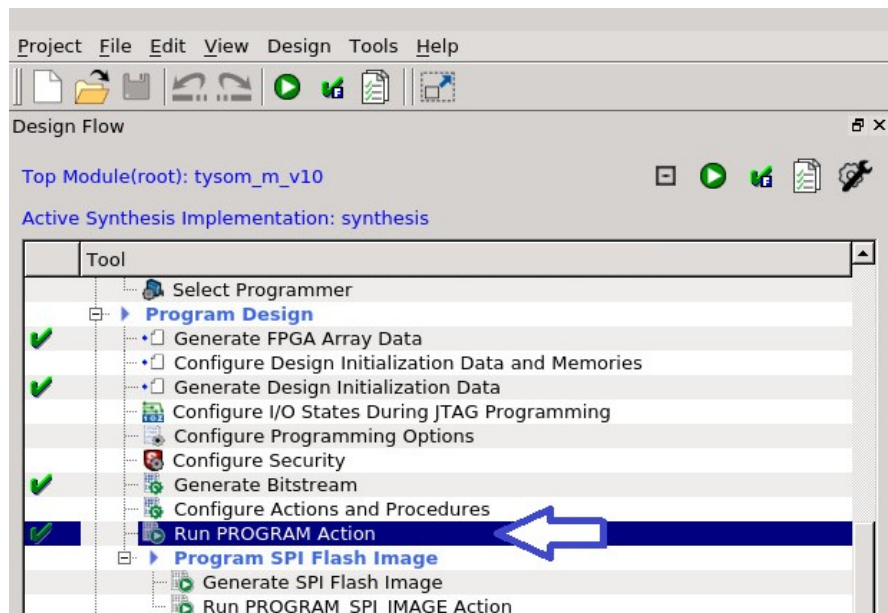 Project File Edit View Design Tools Help
Design Flow
Top Module(root): tysom_m_v10
Active Synthesis Implementation: synthesis
Tool
Select Programmer
Program Design
Generate FPGA Array Data
Configure Design Initialization Data and Memories
Generate Design Initialization Data
Configure I/O States During JTAG Programming
Configure Programming Options
Configure Security
Generate Bitstream
Configure Actions and Procedures
Run PROGRAM Action
Program SPI Flash Image
Generate SPI Flash Image
Run PROGRAM_SPI_IMAGE Action